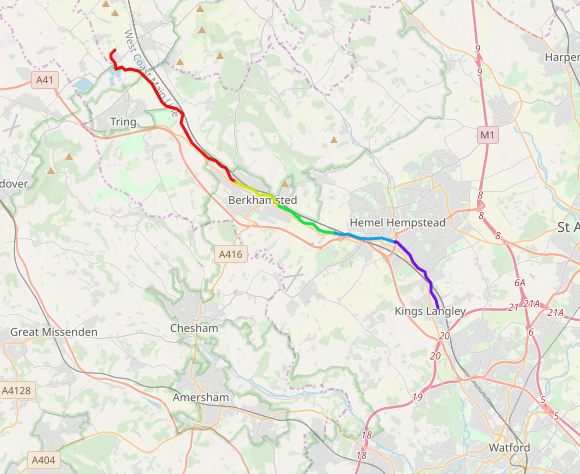 9
9
Harper
West Coast Main Line
A41
Tring
M1
dover
8
Berkhamsted
8
Hemel Hempstead
8
St A
A416
6A
21
21A
21A
Kings Langley
20
6
Great Missenden
Chesham
20
A4128
Amersham
19
5
5
18
Watford
A404
18